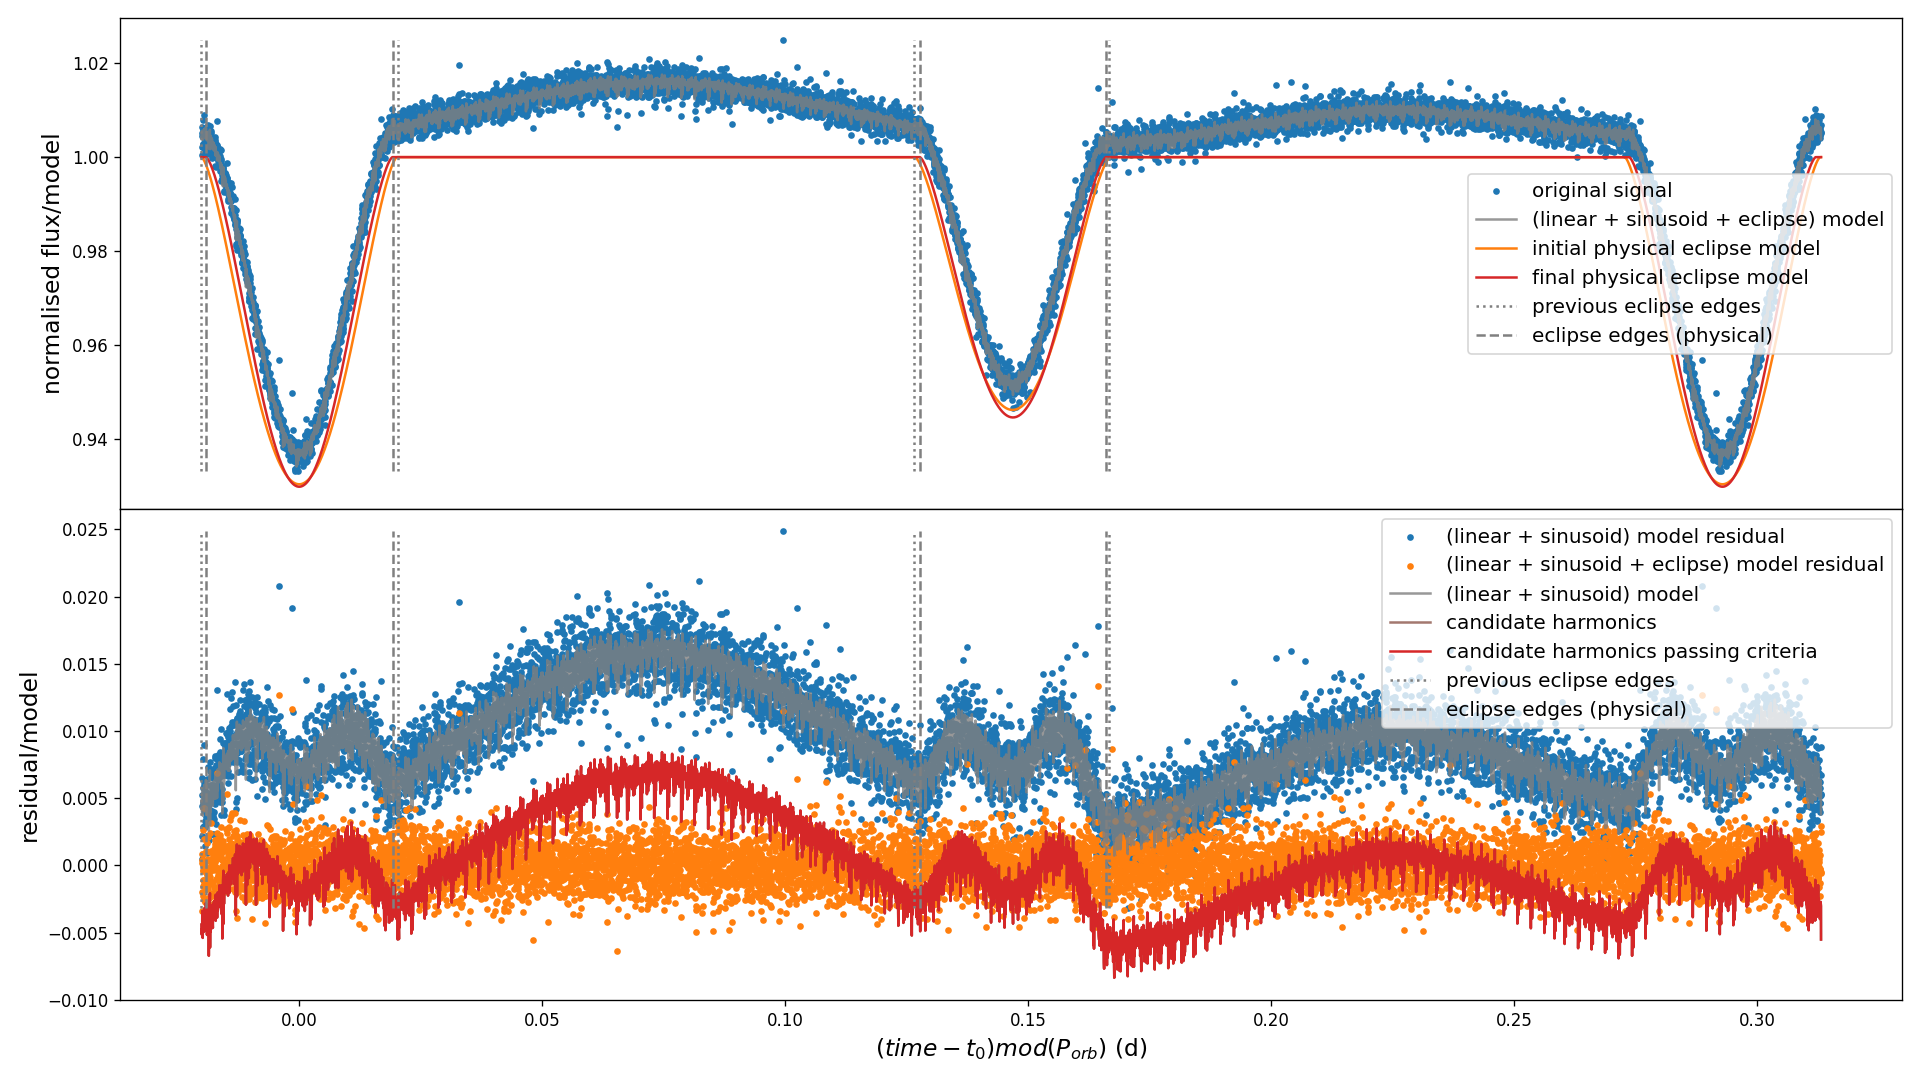 normalised flux/model
1.02
1.00
0.98
0.96
0.94
original signal
(linear + sinusoid + eclipse) model
initial physical eclipse model
final physical eclipse model
previous eclipse edges
eclipse edges (physical)
residual/model
0.025
0.020
0.015
0.010
0.005
0.000
−0.005
−0.010
(linear + sinusoid) model residual
(linear + sinusoid + eclipse) model residual
(linear + sinusoid) model
candidate harmonics
candidate harmonics passing criteria
previous eclipse edges
eclipse edges (physical)
0.00 0.05 0.10 0.15 0.20 0.25 0.30
(time − t₀)mod(P_orb) (d)